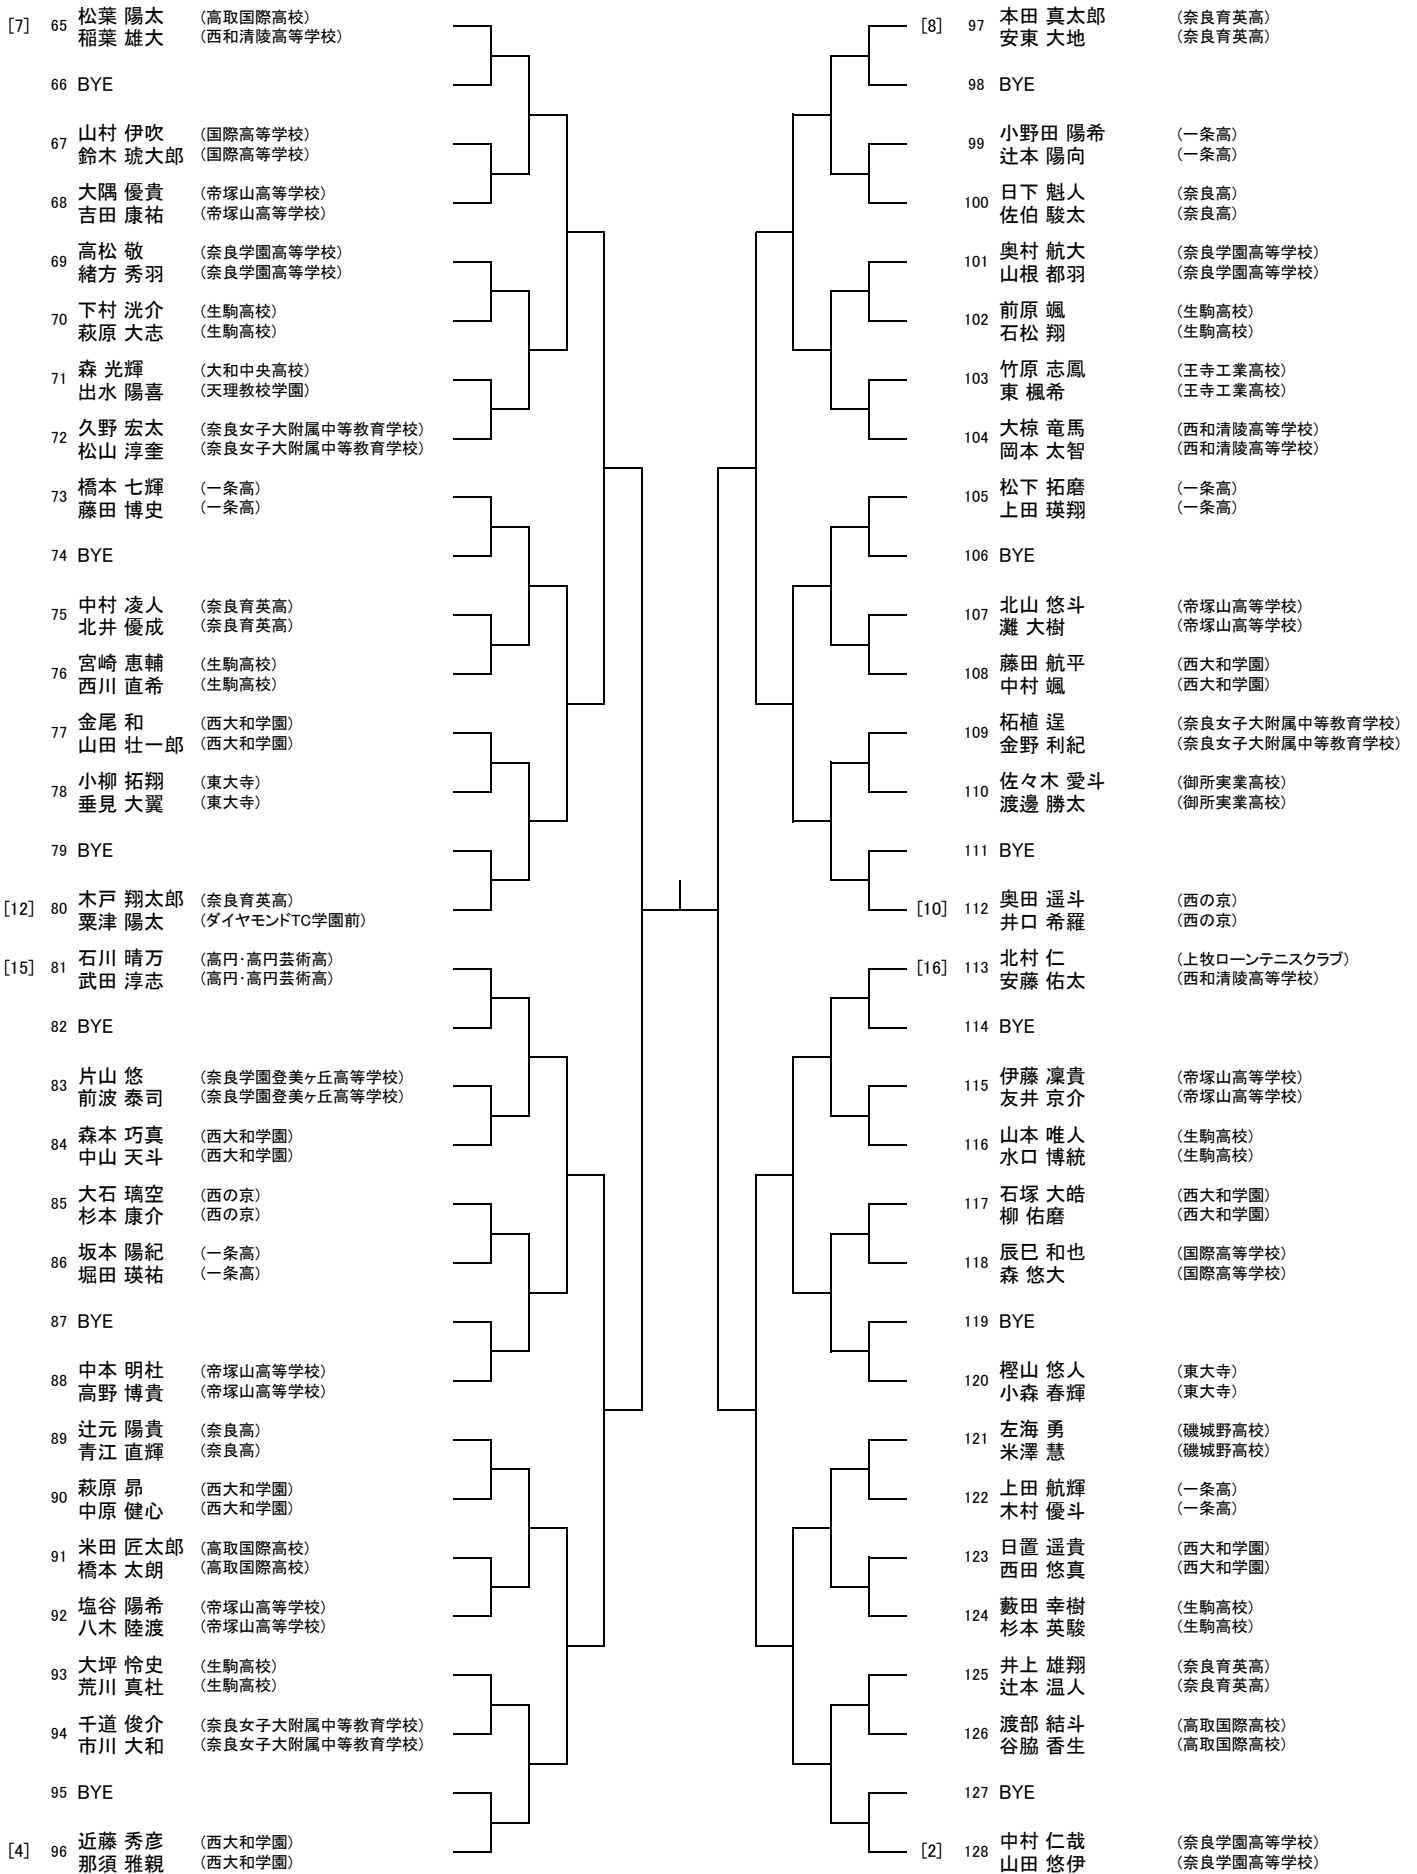 [7] 65 松葉 陽太 (高取国際高校)
稲葉 雄大 (西和清陵高等学校)
66 BYE
67 山村 伊吹 (国際高等学校)
鈴木 琥大郎 (国際高等学校)
68 大隅 優貴 (帝塚山高等学校)
吉田 康祐 (帝塚山高等学校)
69 高松 敬 (奈良学園高等学校)
緒方 秀羽 (奈良学園高等学校)
70 下村 洸介 (生駒高校)
萩原 大志 (生駒高校)
71 森 光輝 (大和中央高校)
出水 陽喜 (天理教校学園)
72 久野 宏太 (奈良女子大附属中等教育学校)
松山 淳奎 (奈良女子大附属中等教育学校)
73 橋本 七輝 (一条高)
藤田 博史 (一条高)
74 BYE
75 中村 凌人 (奈良育英高)
北井 優成 (奈良育英高)
76 宮崎 恵輔 (生駒高校)
西川 直希 (生駒高校)
77 金尾 和 (西大和学園)
山田 壮一郎 (西大和学園)
78 小柳 拓翔 (東大寺)
垂見 大翼 (東大寺)
79 BYE
[12] 80 木戸 翔太郎 (奈良育英高)
粟津 陽太 (ダイヤモンドTC学園前)
[15] 81 石川 晴万 (高円・高円芸術高)
武田 淳志 (高円・高円芸術高)
82 BYE
83 片山 悠 (奈良学園登美ヶ丘高等学校)
前波 泰司 (奈良学園登美ヶ丘高等学校)
84 森本 巧真 (西大和学園)
中山 天斗 (西大和学園)
85 大石 璃空 (西の京)
杉本 康介 (西の京)
86 坂本 陽紀 (一条高)
堀田 瑛祐 (一条高)
87 BYE
88 中本 明杜 (帝塚山高等学校)
高野 博貴 (帝塚山高等学校)
89 辻元 陽貴 (奈良高)
青江 直輝 (奈良高)
90 萩原 昴 (西大和学園)
中原 健心 (西大和学園)
91 米田 匠太郎 (高取国際高校)
橋本 太朗 (高取国際高校)
92 塩谷 陽希 (帝塚山高等学校)
八木 陸渡 (帝塚山高等学校)
93 大坪 怜史 (生駒高校)
荒川 真杜 (生駒高校)
94 千道 俊介 (奈良女子大附属中等教育学校)
市川 大和 (奈良女子大附属中等教育学校)
95 BYE
[4] 96 近藤 秀彦 (西大和学園)
那須 雅親 (西大和学園)
[8] 97 本田 真太郎 (奈良育英高)
安東 大地 (奈良育英高)
98 BYE
99 小野田 陽希 (一条高)
辻本 陽向 (一条高)
100 日下 魁人 (奈良高)
佐伯 駿太 (奈良高)
101 奥村 航大 (奈良学園高等学校)
山根 都羽 (奈良学園高等学校)
102 前原 颯 (生駒高校)
石松 翔 (生駒高校)
103 竹原 志鳳 (王寺工業高校)
東 楓希 (王寺工業高校)
104 大椋 竜馬 (西和清陵高等学校)
岡本 太智 (西和清陵高等学校)
105 松下 拓磨 (一条高)
上田 瑛翔 (一条高)
106 BYE
107 北山 悠斗 (帝塚山高等学校)
灘 大樹 (帝塚山高等学校)
108 藤田 航平 (西大和学園)
中村 颯 (西大和学園)
109 柘植 逞 (奈良女子大附属中等教育学校)
金野 利紀 (奈良女子大附属中等教育学校)
110 佐々木 愛斗 (御所実業高校)
渡邊 勝太 (御所実業高校)
111 BYE
[10] 112 奥田 遥斗 (西の京)
井口 希羅 (西の京)
[16] 113 北村 仁 (上牧ローンテニスクラブ)
安藤 佑太 (西和清陵高等学校)
114 BYE
115 伊藤 凜貴 (帝塚山高等学校)
友井 京介 (帝塚山高等学校)
116 山本 唯人 (生駒高校)
水口 博統 (生駒高校)
117 石塚 大皓 (西大和学園)
柳 佑磨 (西大和学園)
118 辰巳 和也 (国際高等学校)
森 悠大 (国際高等学校)
119 BYE
120 樫山 悠人 (東大寺)
小森 春輝 (東大寺)
121 左海 勇 (磯城野高校)
米澤 慧 (磯城野高校)
122 上田 航輝 (一条高)
木村 優斗 (一条高)
123 日置 遥貴 (西大和学園)
西田 悠真 (西大和学園)
124 藪田 幸樹 (生駒高校)
杉本 英駿 (生駒高校)
125 井上 雄翔 (奈良育英高)
辻本 温人 (奈良育英高)
126 渡部 結斗 (高取国際高校)
谷脇 香生 (高取国際高校)
127 BYE
[2] 128 中村 仁哉 (奈良学園高等学校)
山田 悠伊 (奈良学園高等学校)